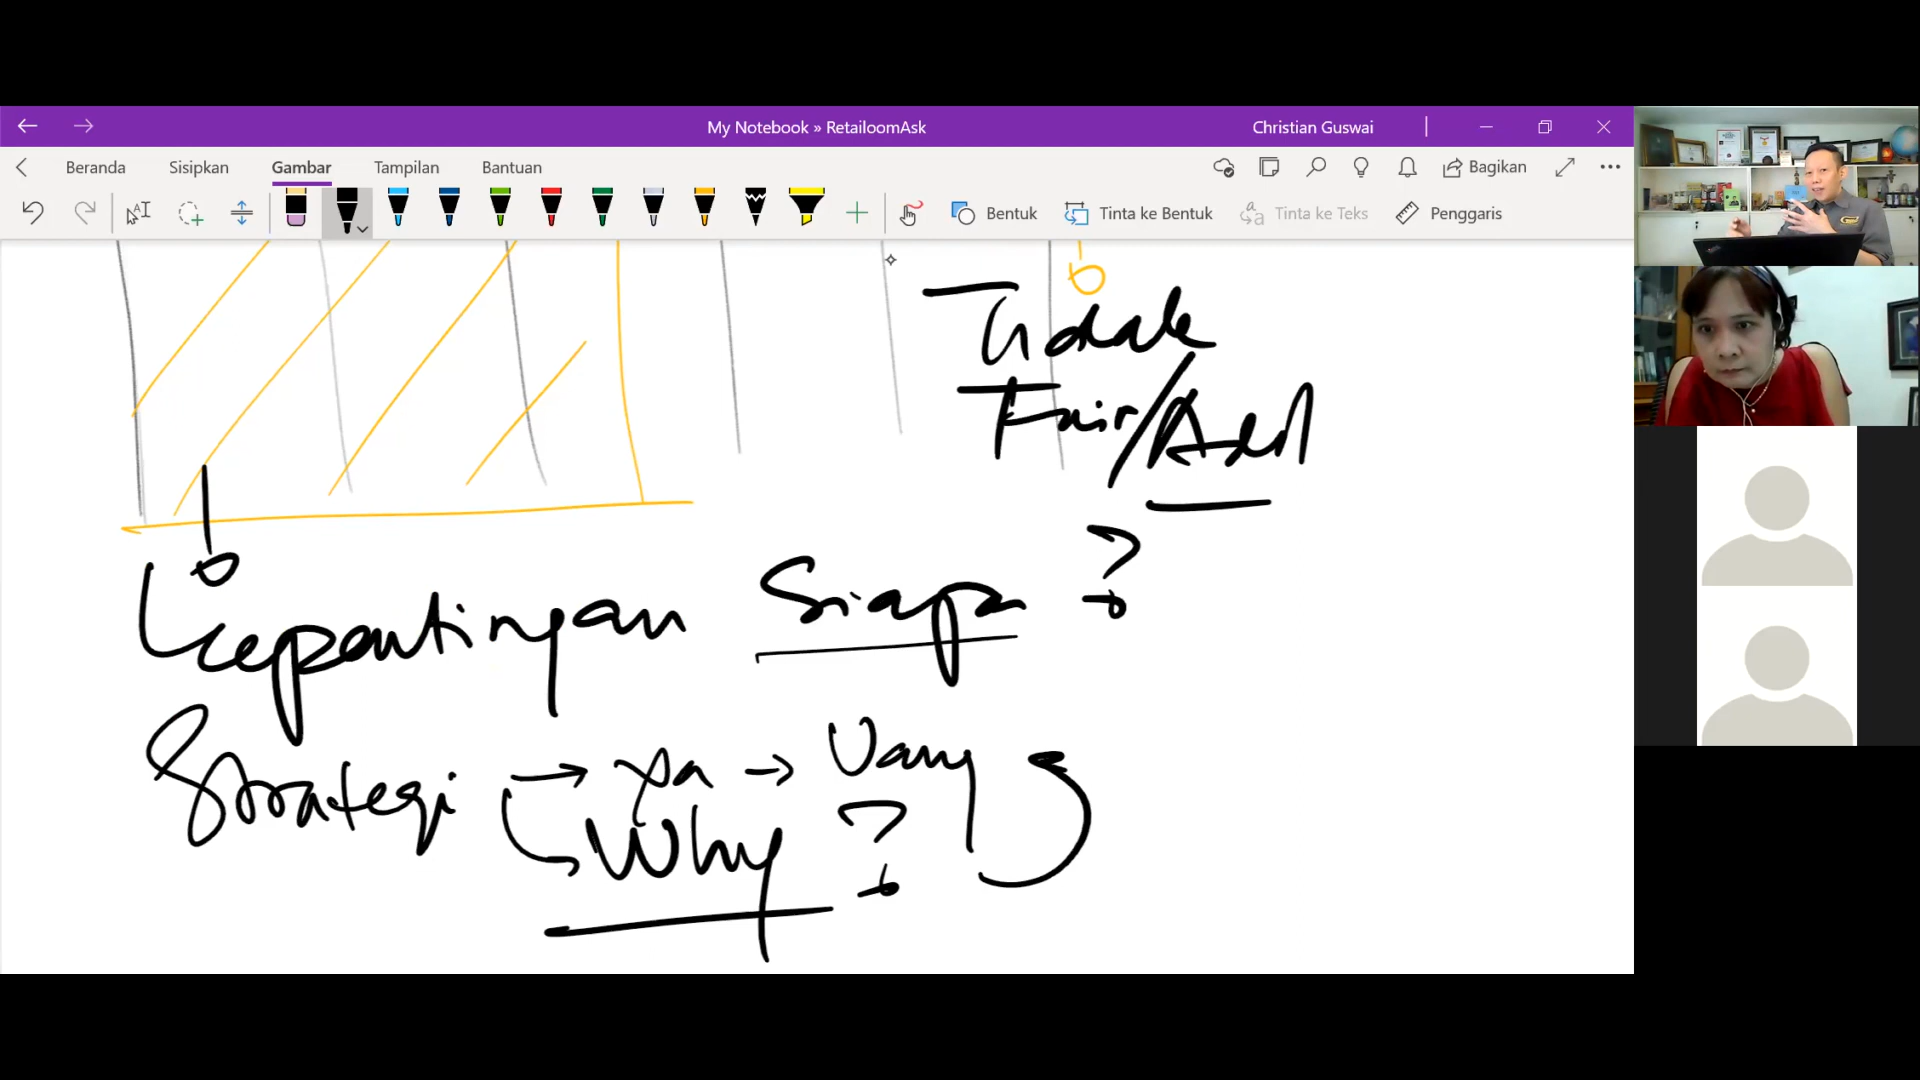 My Notebook » RetailoomAsk
Christian Guswai
Beranda Sisipkan Gambar Tampilan Bantuan
Bagikan
Bentuk Tinta ke Bentuk Tinta ke Teks Penggaris
Tidak
Fair/Adil
?
Kepentingan Siapa ?
Strategi → Ya → Uang
Why ?